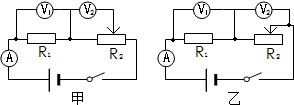 V₁ V₂ V₁ V₂
R₁ R₂ R₁ R₂
A A
甲 乙